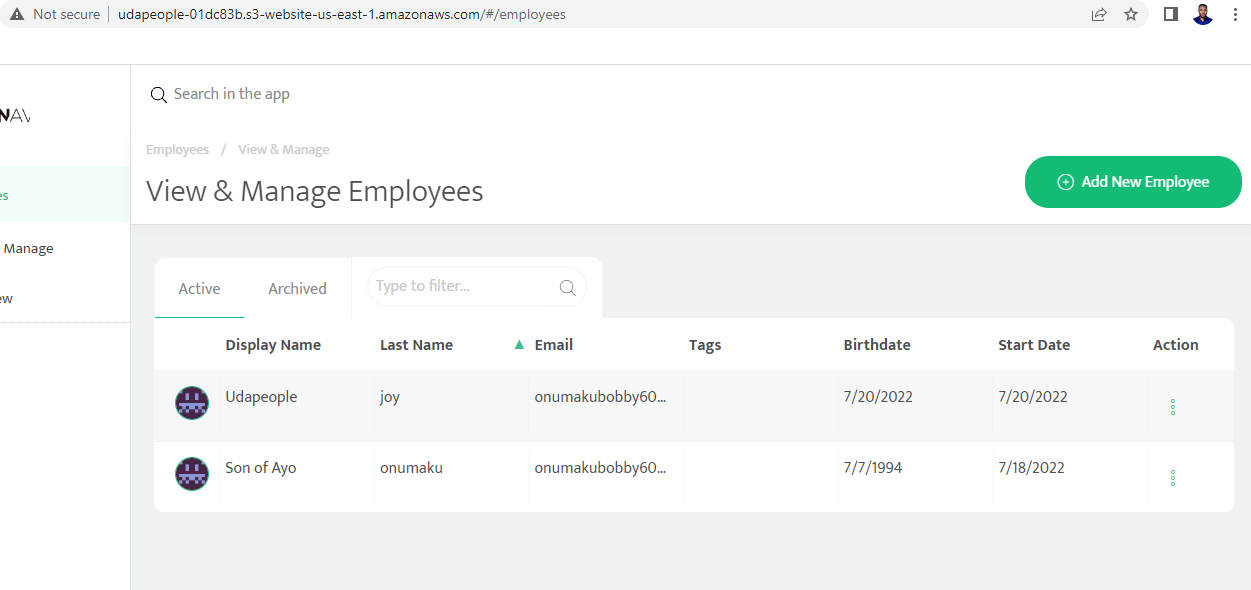 Not secure udapeople-01dc83b.s3-website-us-east-1.amazonaws.com/#/employees
Search in the app
NAV
Employees / View & Manage
View & Manage Employees
Add New Employee
es
Manage
ew
Active Archived Type to filter...
Display Name Last Name Email Tags Birthdate Start Date Action
Udapeople joy onumakubobby60... 7/20/2022 7/20/2022
Son of Ayo onumaku onumakubobby60... 7/7/1994 7/18/2022